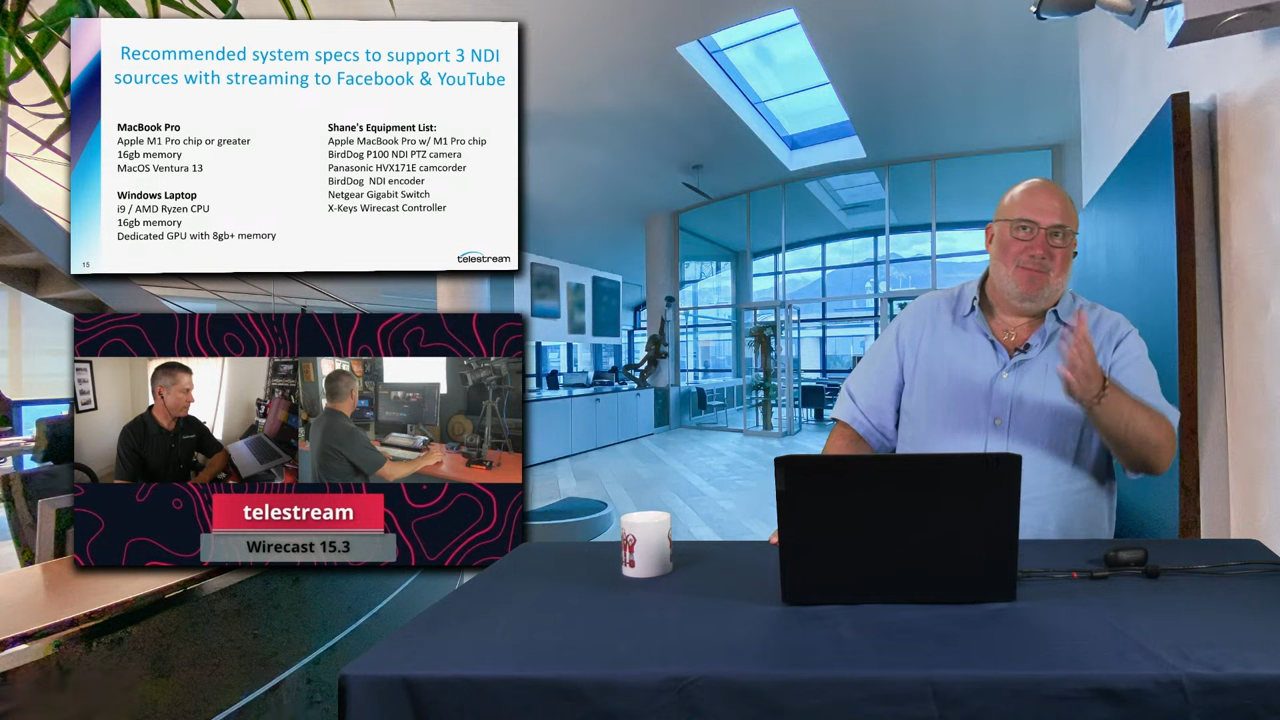 Recommended system specs to support 3 NDI
sources with streaming to Facebook & YouTube
MacBook Pro
Apple M1 Pro chip or greater
16gb memory
MacOS Ventura 13
Windows Laptop
i9 / AMD Ryzen CPU
16gb memory
Dedicated GPU with 8gb+ memory
Shane's Equipment List:
Apple MacBook Pro w/ M1 Pro chip
BirdDog P100 NDI PTZ camera
Panasonic HVX171E camcorder
BirdDog NDI encoder
Netgear Gigabit Switch
X-Keys Wirecast Controller
15
telestream
telestream
Wirecast 15.3